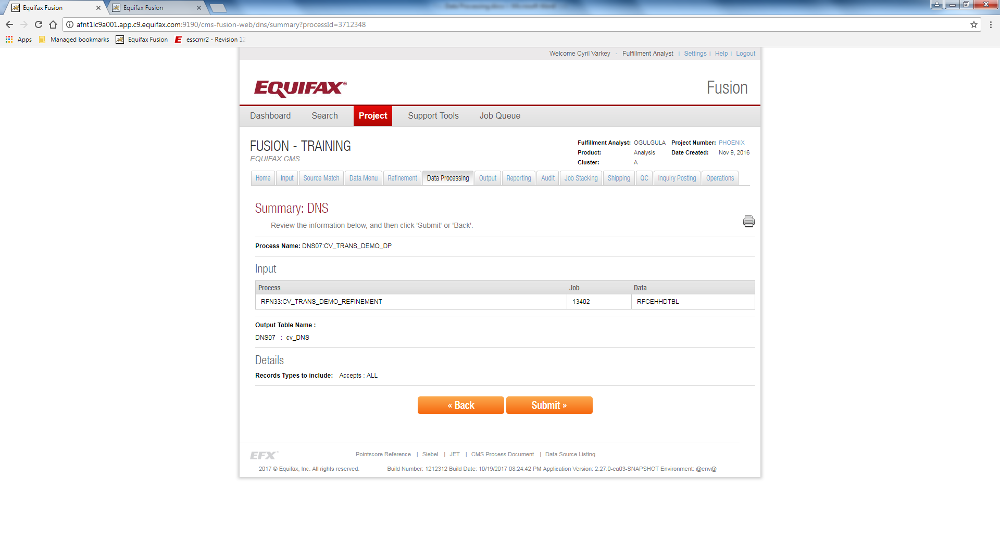 Equifax Fusion
Equifax Fusion
afnt1lc9a001.app.c9.equifax.com:9190/cms-fusion-web/dns/summary?processId=3712348
Apps Managed bookmarks Equifax Fusion esscmr2 - Revision 12
Welcome Cyril Varkey - Fulfillment Analyst | Settings | Help | Logout
EQUIFAX®
Fusion
Dashboard Search Project Support Tools Job Queue
FUSION - TRAINING
EQUIFAX CMS
Fulfillment Analyst: OGULGULA Project Number: PHOENIX
Product: Analysis Date Created: Nov 9, 2016
Cluster: A
Home Input Source Match Data Menu Refinement Data Processing Output Reporting Audit Job Stacking Shipping QC Inquiry Posting Operations
Summary: DNS
Review the information below, and then click 'Submit' or 'Back'.
Process Name: DNS07:CV_TRANS_DEMO_DP
Input
Process Job Data
RFN33:CV_TRANS_DEMO_REFINEMENT 13402 RFCEHHDTBL
Output Table Name :
DNS07 : cv_DNS
Details
Records Types to include: Accepts : ALL
« Back Submit »
EFX
Pointscore Reference | Siebel | JET | CMS Process Document | Data Source Listing
2017 © Equifax, Inc. All rights reserved. Build Number: 1212312 Build Date: 10/19/2017 08:24:42 PM Application Version: 2.27.0-ea03-SNAPSHOT Environment: @env@